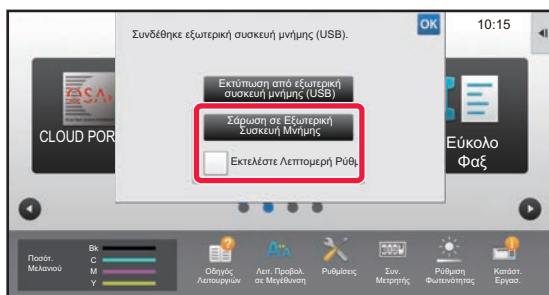 Συνδέθηκε εξωτερική συσκευή μνήμης (USB).
OK
10:15
Εκτύπωση από εξωτερική
συσκευή μνήμης (USB)
Σάρωση σε Εξωτερική
Συσκευή Μνήμης
Εκτελέστε Λεπτομερή Ρύθμ
OSA
CLOUD POR
Εύκολο
Φαξ
Ποσότ.
Μελανιού
Bk
C
M
Y
Οδηγός
Λειτουργιών
Λειτ. Προβολ.
σε Μεγέθυνση
Ρυθμίσεις
Συν.
Μετρητής
Ρύθμιση
Φωτεινότητας
Κατάστ.
Εργασ.